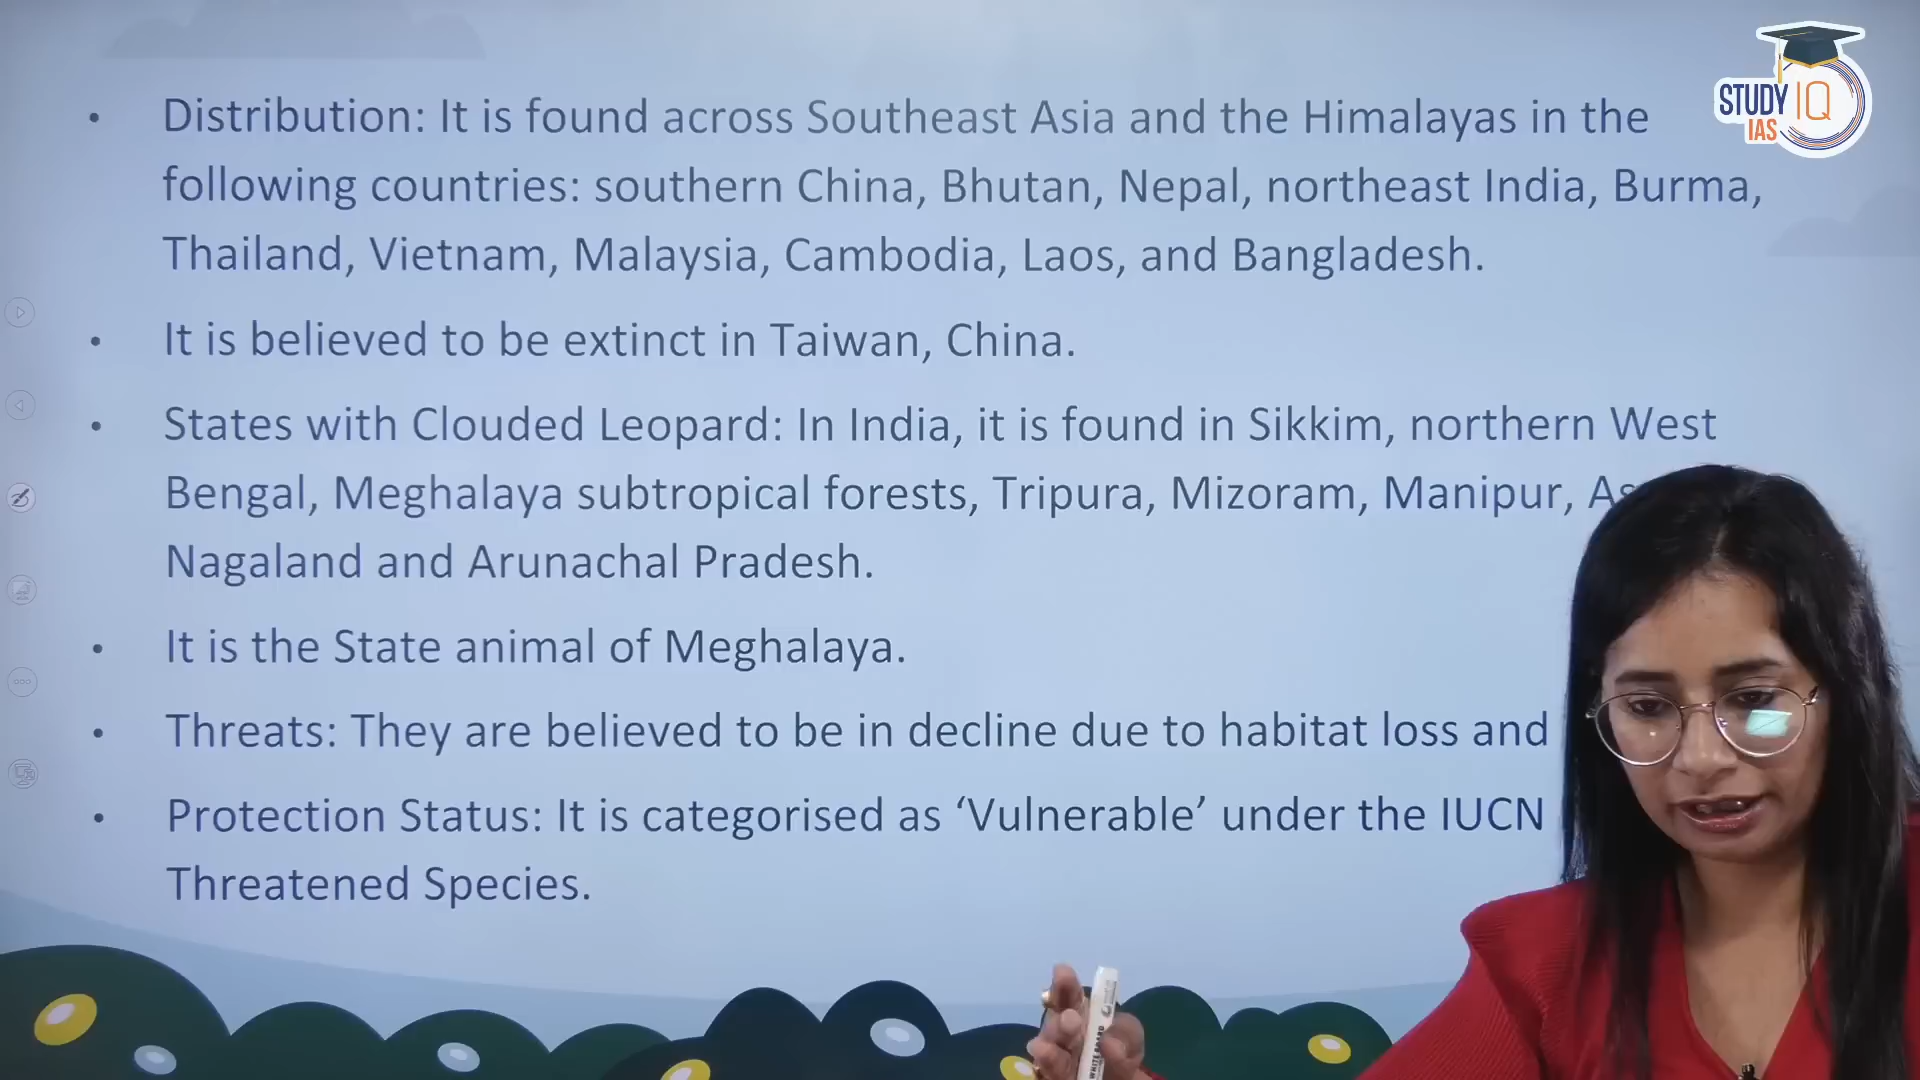 STUDY IQ
IAS
• Distribution: It is found across Southeast Asia and the Himalayas in the
following countries: southern China, Bhutan, Nepal, northeast India, Burma,
Thailand, Vietnam, Malaysia, Cambodia, Laos, and Bangladesh.
• It is believed to be extinct in Taiwan, China.
• States with Clouded Leopard: In India, it is found in Sikkim, northern West
Bengal, Meghalaya subtropical forests, Tripura, Mizoram, Manipur,
Nagaland and Arunachal Pradesh.
• It is the State animal of Meghalaya.
• Threats: They are believed to be in decline due to habitat loss and
• Protection Status: It is categorised as ‘Vulnerable’ under the IUCN
Threatened Species.